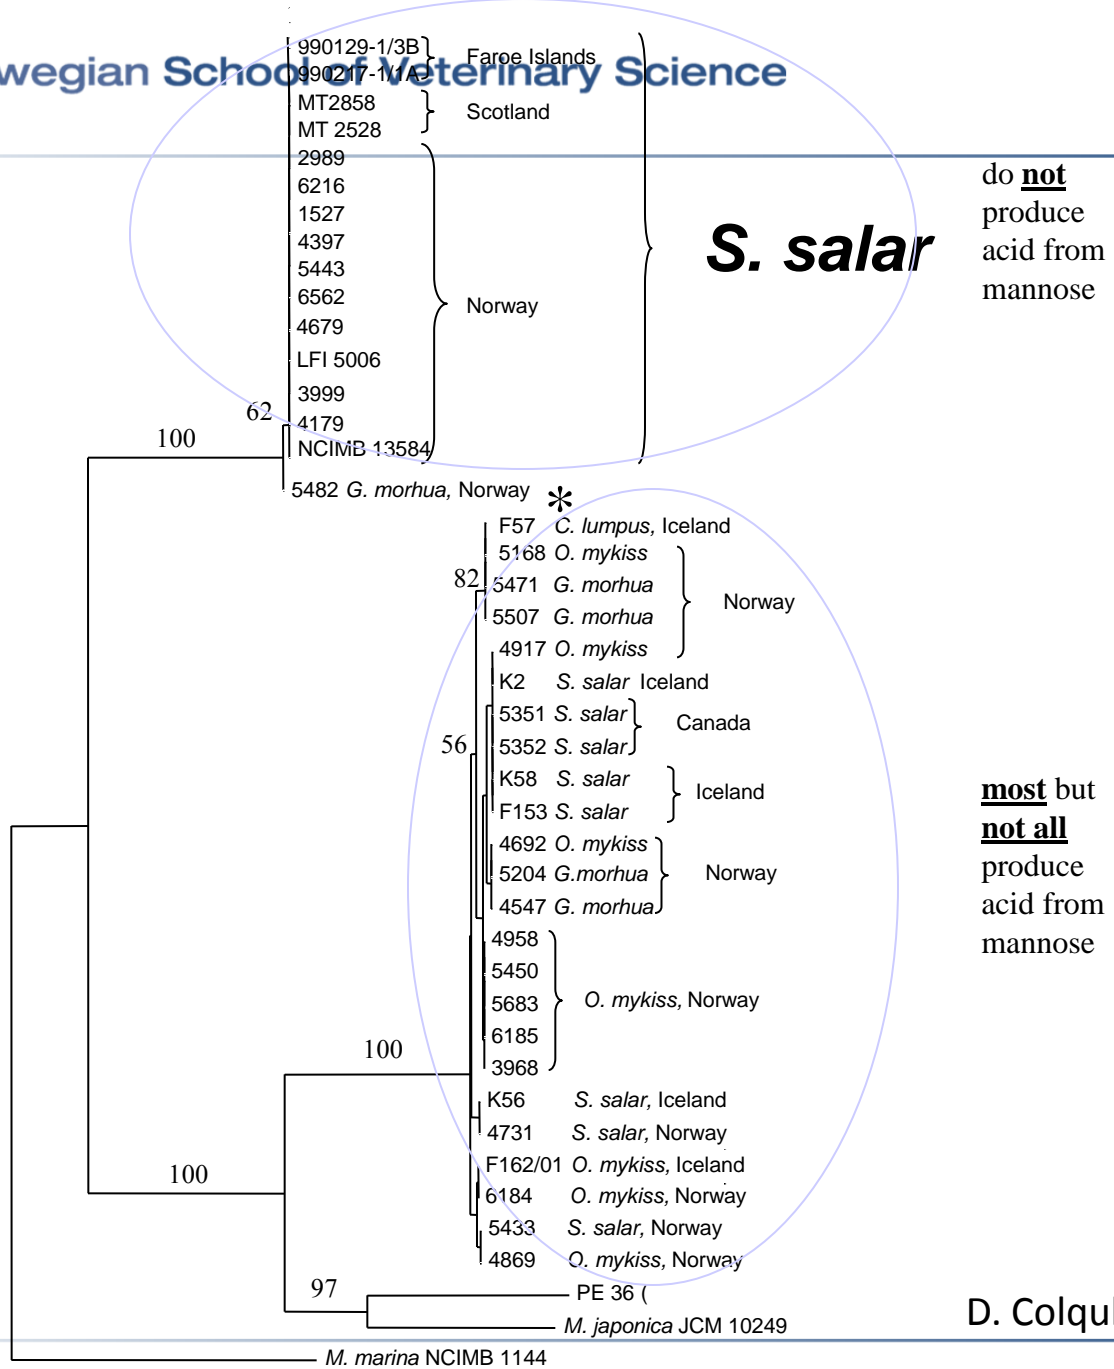 wegian School of Veterinary Science
990129-1/3B
990217-1/1A
Faroe Islands
MT2858
MT 2528
Scotland
2989
6216
1527
4397
5443
6562
4679
LFI 5006
3999
4179
NCIMB 13584
Norway
S. salar
do not
produce
acid from
mannose
62
100
5482 G. morhua, Norway *
F57 C. lumpus, Iceland
5168 O. mykiss
5471 G. morhua
5507 G. morhua
4917 O. mykiss
Norway
82
K2 S. salar Iceland
5351 S. salar
5352 S. salar
Canada
56
K58 S. salar
F153 S. salar
Iceland
4692 O. mykiss
5204 G.morhua
4547 G. morhua
Norway
most but
not all
produce
acid from
mannose
4958
5450
5683
6185
3968
O. mykiss, Norway
100
K56 S. salar, Iceland
4731 S. salar, Norway
F162/01 O. mykiss, Iceland
6184 O. mykiss, Norway
5433 S. salar, Norway
4869 O. mykiss, Norway
100
97
PE 36 (
M. japonica JCM 10249
D. Colqu
M. marina NCIMB 1144